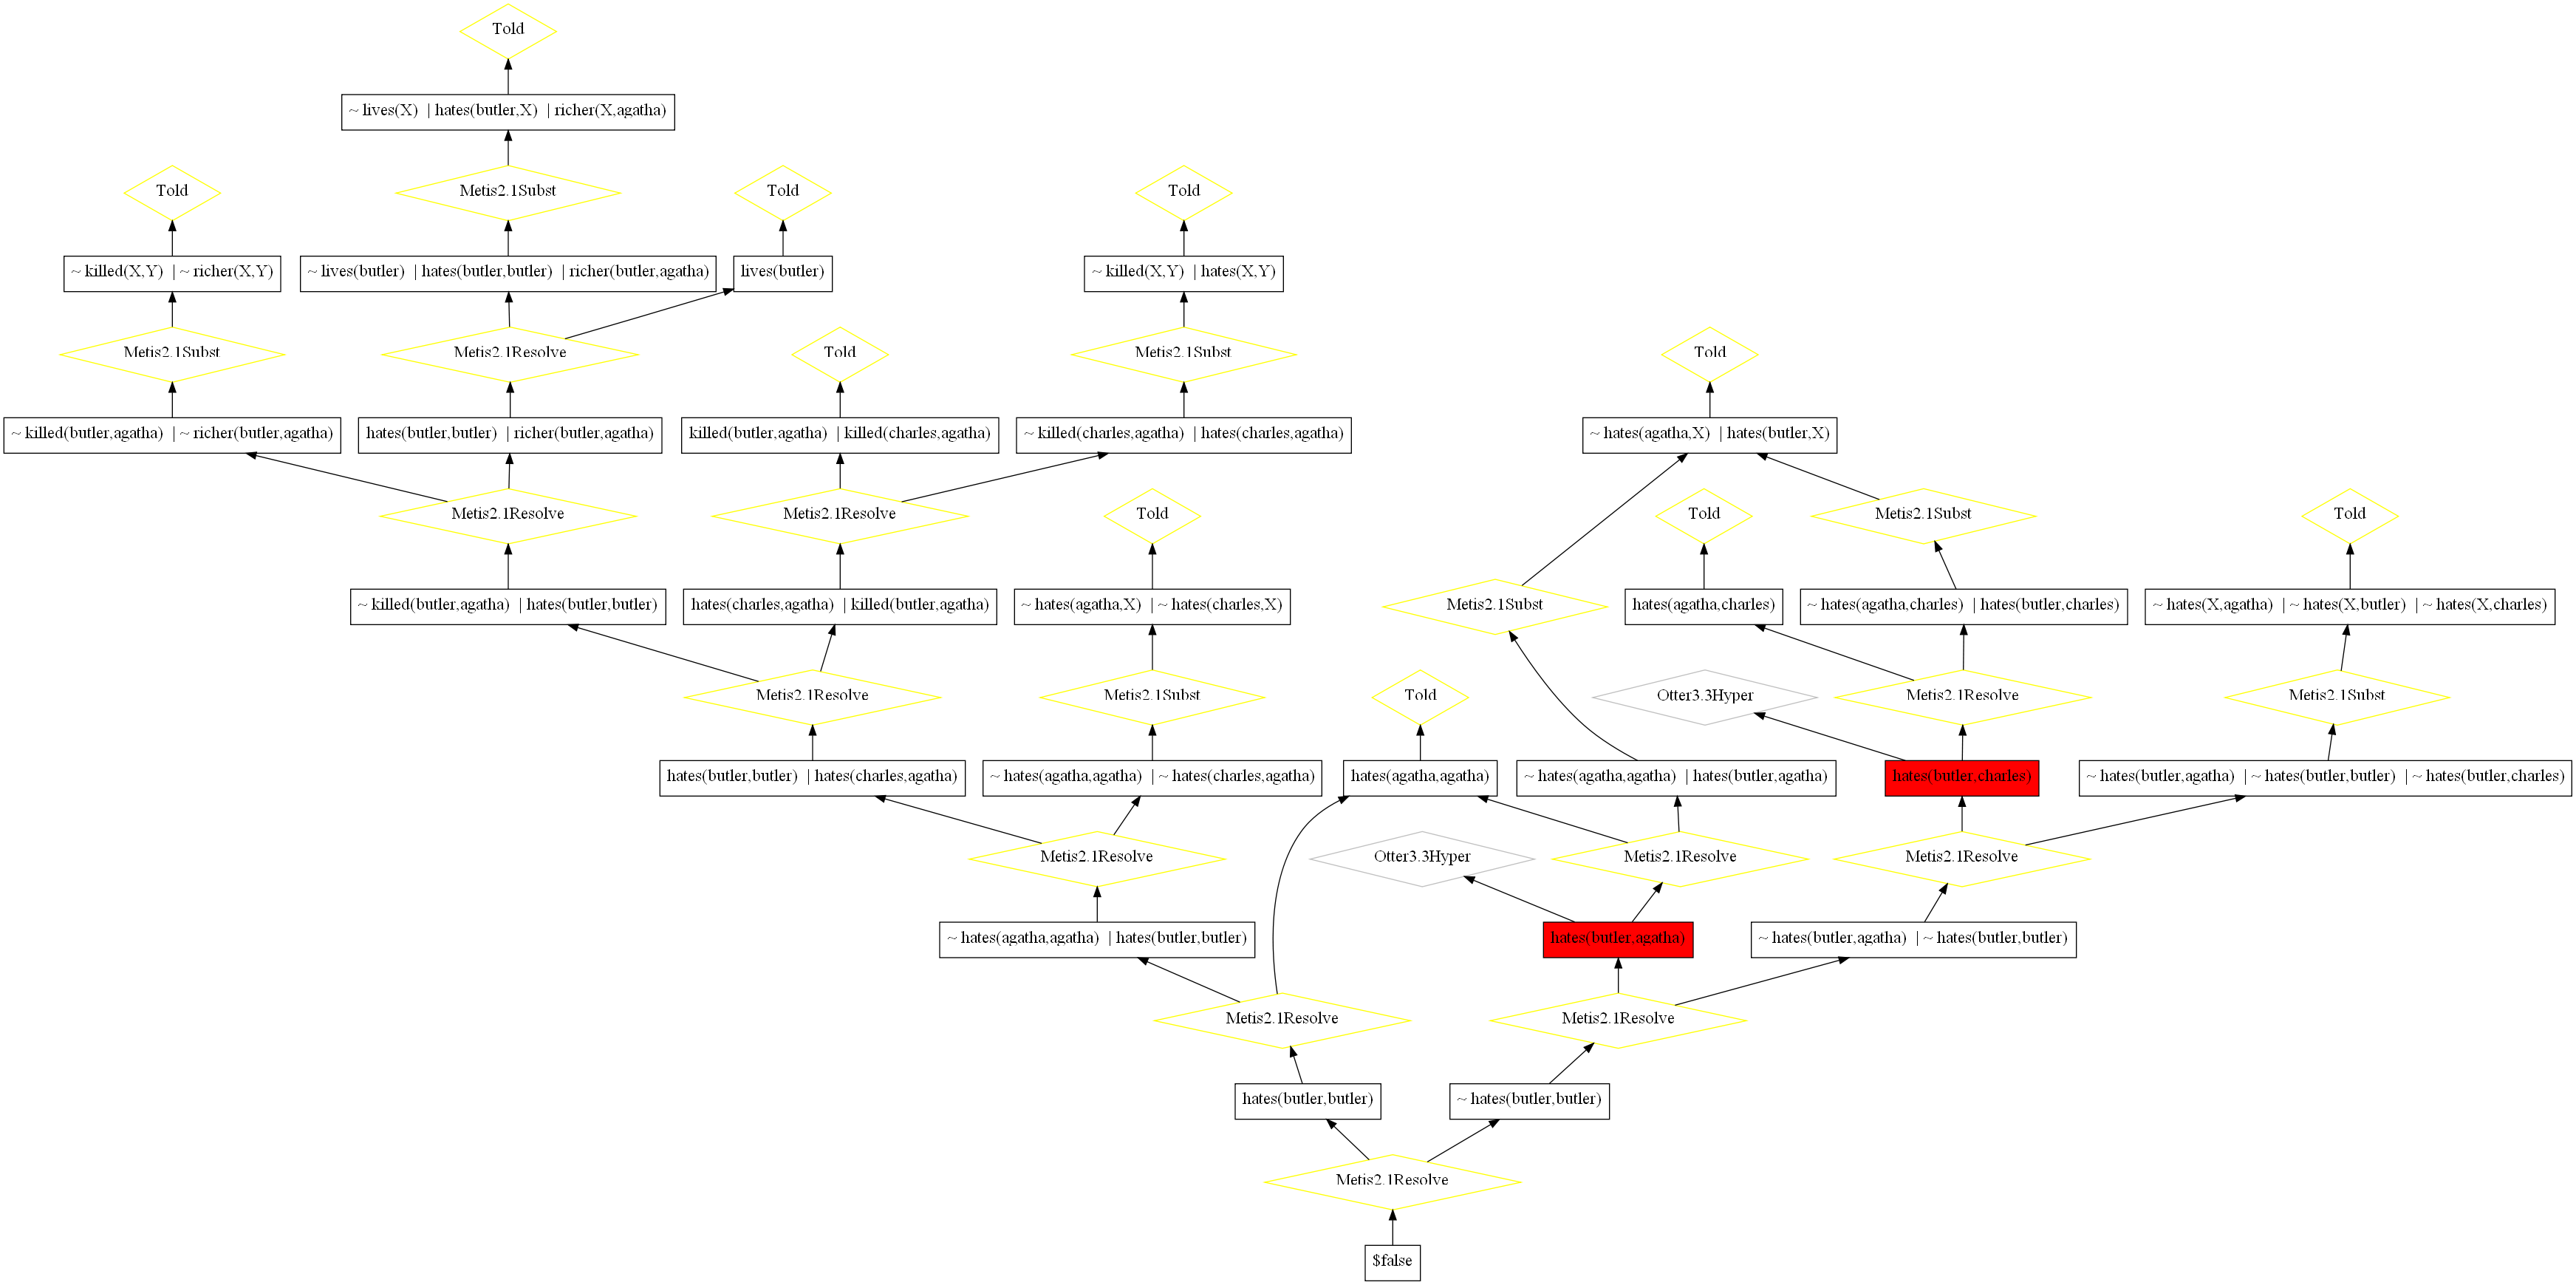 Told
~ lives(X) | hates(butler,X) | richer(X,agatha)
Told
Metis2.1Subst
Told
Told
~ killed(X,Y) | ~ richer(X,Y)
~ lives(butler) | hates(butler,butler) | richer(butler,agatha)
lives(butler)
~ killed(X,Y) | hates(X,Y)
Metis2.1Subst
Metis2.1Resolve
Told
Metis2.1Subst
Told
~ killed(butler,agatha) | ~ richer(butler,agatha)
hates(butler,butler) | richer(butler,agatha)
killed(butler,agatha) | killed(charles,agatha)
~ killed(charles,agatha) | hates(charles,agatha)
~ hates(agatha,X) | hates(butler,X)
Metis2.1Resolve
Metis2.1Resolve
Told
Told
Metis2.1Subst
Told
~ killed(butler,agatha) | hates(butler,butler)
hates(charles,agatha) | killed(butler,agatha)
~ hates(agatha,X) | ~ hates(charles,X)
Metis2.1Subst
hates(agatha,charles)
~ hates(agatha,charles) | hates(butler,charles)
~ hates(X,agatha) | ~ hates(X,butler) | ~ hates(X,charles)
Metis2.1Resolve
Metis2.1Subst
Told
Otter3.3Hyper
Metis2.1Resolve
Metis2.1Subst
hates(butler,butler) | hates(charles,agatha)
~ hates(agatha,agatha) | ~ hates(charles,agatha)
hates(agatha,agatha)
~ hates(agatha,agatha) | hates(butler,agatha)
hates(butler,charles)
~ hates(butler,agatha) | ~ hates(butler,butler) | ~ hates(butler,charles)
Metis2.1Resolve
Otter3.3Hyper
Metis2.1Resolve
Metis2.1Resolve
~ hates(agatha,agatha) | hates(butler,butler)
hates(butler,agatha)
~ hates(butler,agatha) | ~ hates(butler,butler)
Metis2.1Resolve
Metis2.1Resolve
hates(butler,butler)
~ hates(butler,butler)
Metis2.1Resolve
$false